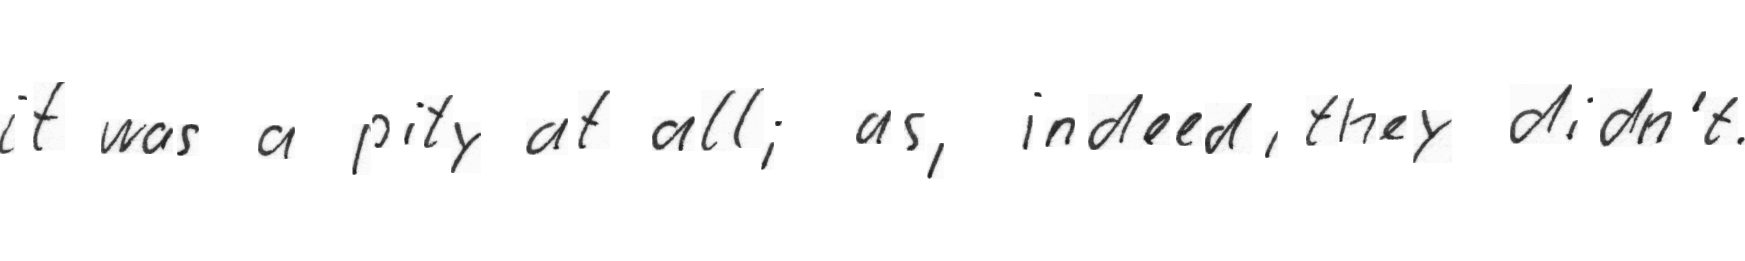 it was a pity at all; as, indeed, they didn't.